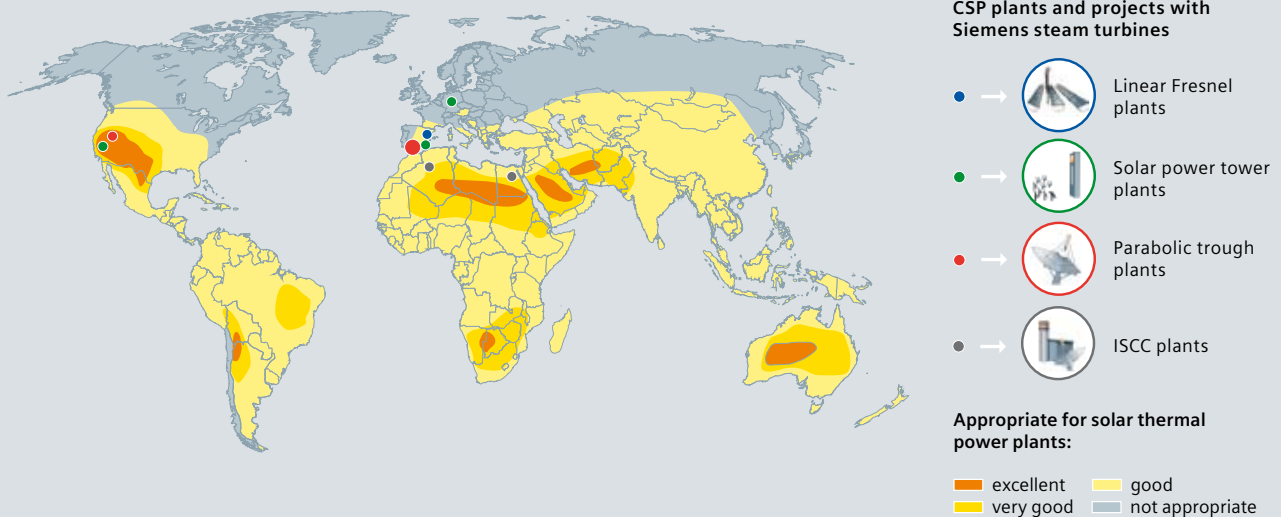 CSP plants and projects with
Siemens steam turbines
Linear Fresnel
plants
Solar power tower
plants
Parabolic trough
plants
ISCC plants
Appropriate for solar thermal
power plants:
excellent
good
very good
not appropriate